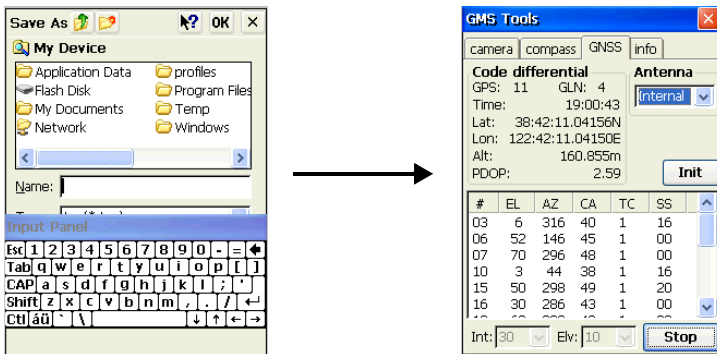 Save As ? OK ×
My Device
Application Data profiles
Flash Disk Program Files
My Documents Temp
Network Windows
Name:
Input Panel
Esc 1 2 3 4 5 6 7 8 9 0 - =
Tab q w e r t y u i o p [ ]
CAP a s d f g h j k l ; '
Shift z x c v b n m , . /
Ctl áü ` \ ↓ ↑ ← →
GMS Tools
camera compass GNSS info
Code differential Antenna
GPS: 11 GLN: 4
Time: 19:00:43 Internal
Lat: 38:42:11.04156N
Lon: 122:42:11.04150E
Alt: 160.855m
PDOP: 2.59 Init
# EL AZ CA TC SS
03 6 316 40 1 16
06 52 146 45 1 00
07 70 296 48 1 00
10 3 44 38 1 16
15 50 298 49 1 20
16 30 286 43 1 00
Int: 30 Elv: 10 Stop